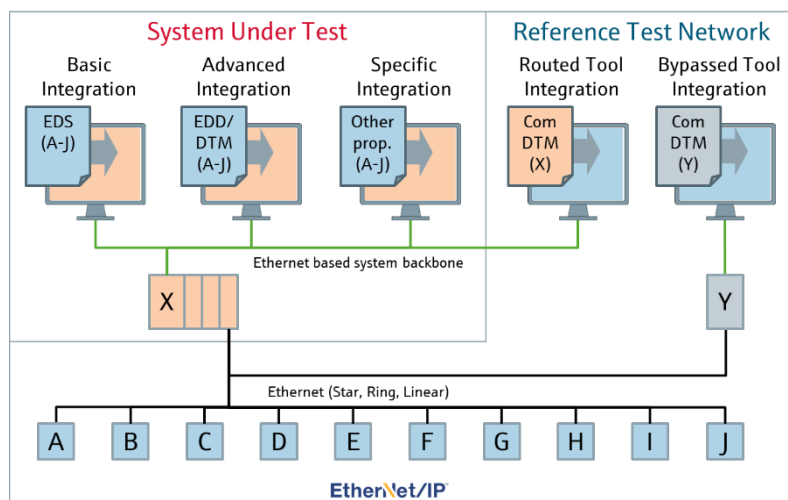 System Under Test
Reference Test Network
Basic
Integration
Advanced
Integration
Specific
Integration
Routed Tool
Integration
Bypassed Tool
Integration
EDS
(A-J)
EDD/
DTM
(A-J)
Other
prop.
(A-J)
Com
DTM
(X)
Com
DTM
(Y)
Ethernet based system backbone
X
Y
Ethernet (Star, Ring, Linear)
A B C D E F G H I J
EtherNet/IP™